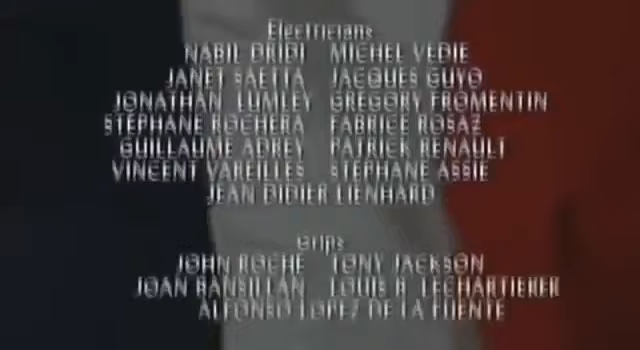 Electricians
NABIL DRIDI MICHEL VEDIE
JANET SAETTA JACQUES GUYO
JONATHAN LUMLEY GREGORY FROMENTIN
STEPHANE ROCHERA FABRICE ROSAZ
GUILLAUME ADREY PATRICK RENAULT
VINCENT VAREILLES STEPHANE ASSIE
JEAN DIDIER LIENHARD
Grips
JOHN ROCHE TONY JACKSON
JOAN LOUIS R. LECHARTIERER
ALFONSO LOPEZ DE LA FUENTE